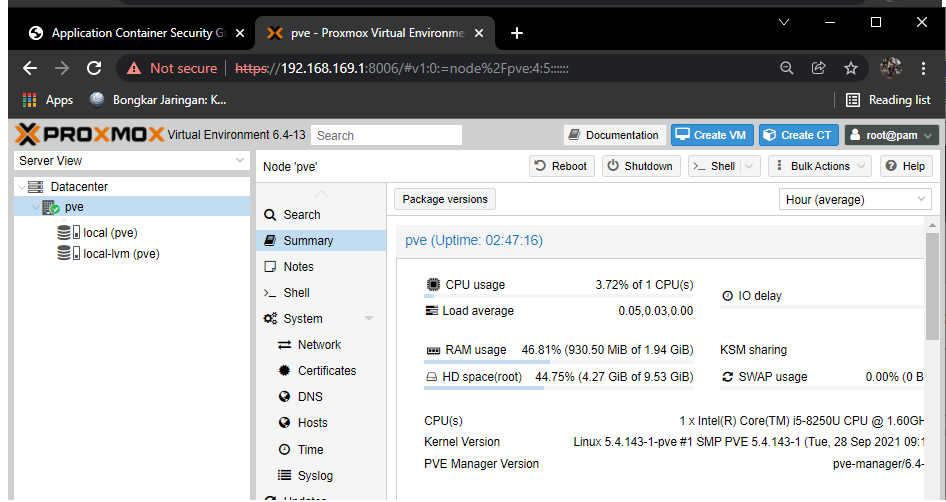 Application Container Security Gu
pve - Proxmox Virtual Environme
Not secure
https://192.168.169.1:8006/#v1:0:=node%2Fpve:4:5::::::
Apps
Bongkar Jaringan: K...
Reading list
PROXMOX Virtual Environment 6.4-13
Search
Documentation
Create VM
Create CT
root@pam
Server View
Node 'pve'
Reboot
Shutdown
>_ Shell
Bulk Actions
Help
Datacenter
pve
local (pve)
local-lvm (pve)
Search
Summary
Notes
>_ Shell
System
Network
Certificates
DNS
Hosts
Time
Syslog
Updates
Package versions
Hour (average)
pve (Uptime: 02:47:16)
CPU usage 3.72% of 1 CPU(s)
IO delay
Load average 0.05,0.03,0.00
RAM usage 46.81% (930.50 MiB of 1.94 GiB)
KSM sharing
HD space(root) 44.75% (4.27 GiB of 9.53 GiB)
SWAP usage 0.00% (0 B
CPU(s) 1 x Intel(R) Core(TM) i5-8250U CPU @ 1.60GH
Kernel Version Linux 5.4.143-1-pve #1 SMP PVE 5.4.143-1 (Tue, 28 Sep 2021 09:1
PVE Manager Version pve-manager/6.4-